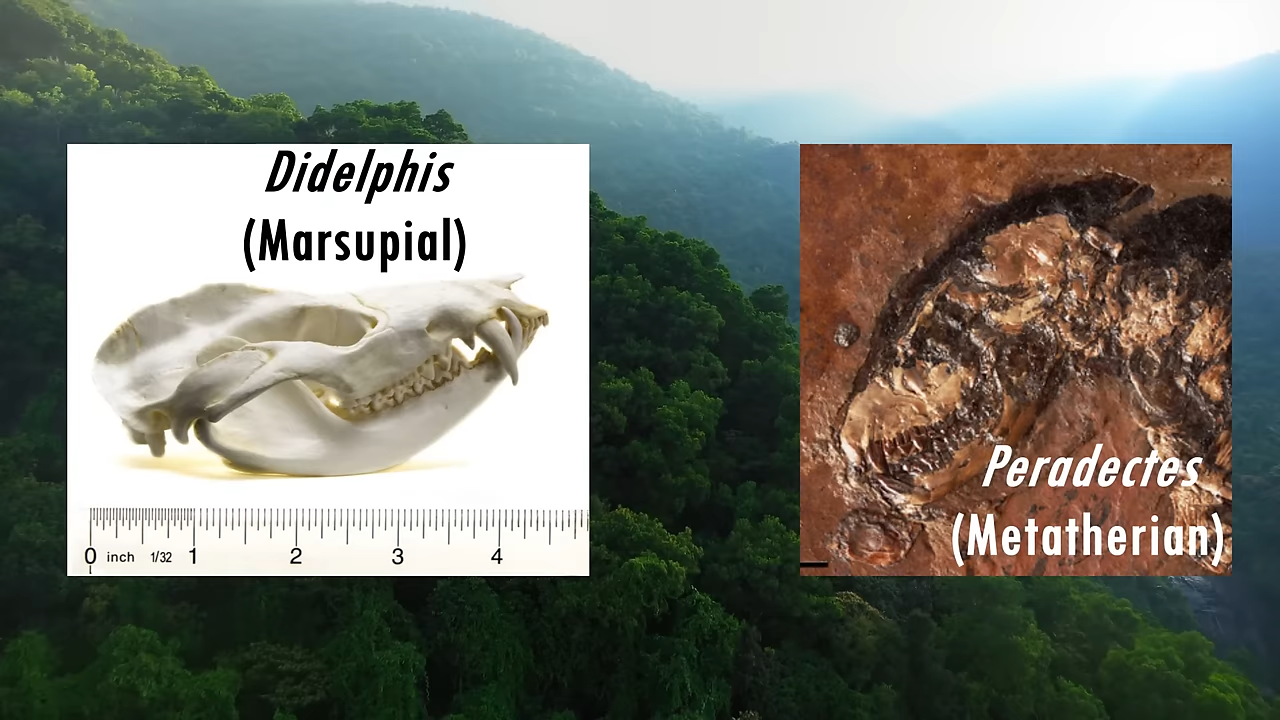 Didelphis
(Marsupial)
0 inch 1/32 1 2 3 4
Peradectes
(Metatherian)